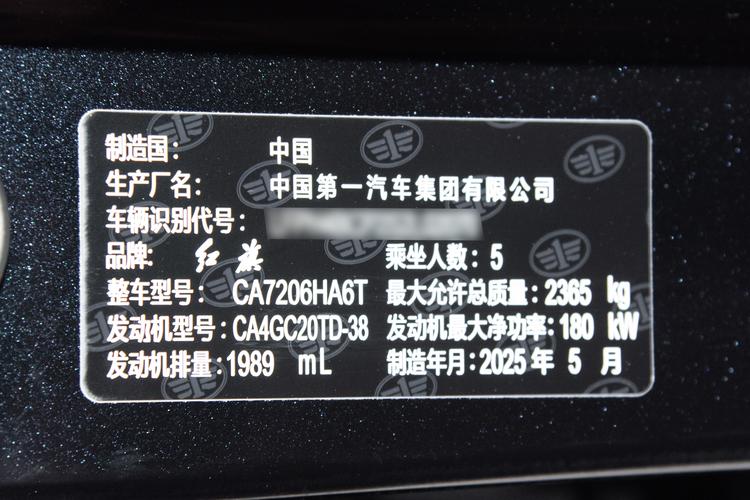 制造国： 中国
生产厂名： 中国第一汽车集团有限公司
车辆识别代号：
品牌: 红旗 乘坐人数：5
整车型号： CA7206HA6T 最大允许总质量：2365 kg
发动机型号：CA4GC20TD-38 发动机最大净功率：180 kW
发动机排量：1989 mL 制造年月：2025 年 5 月